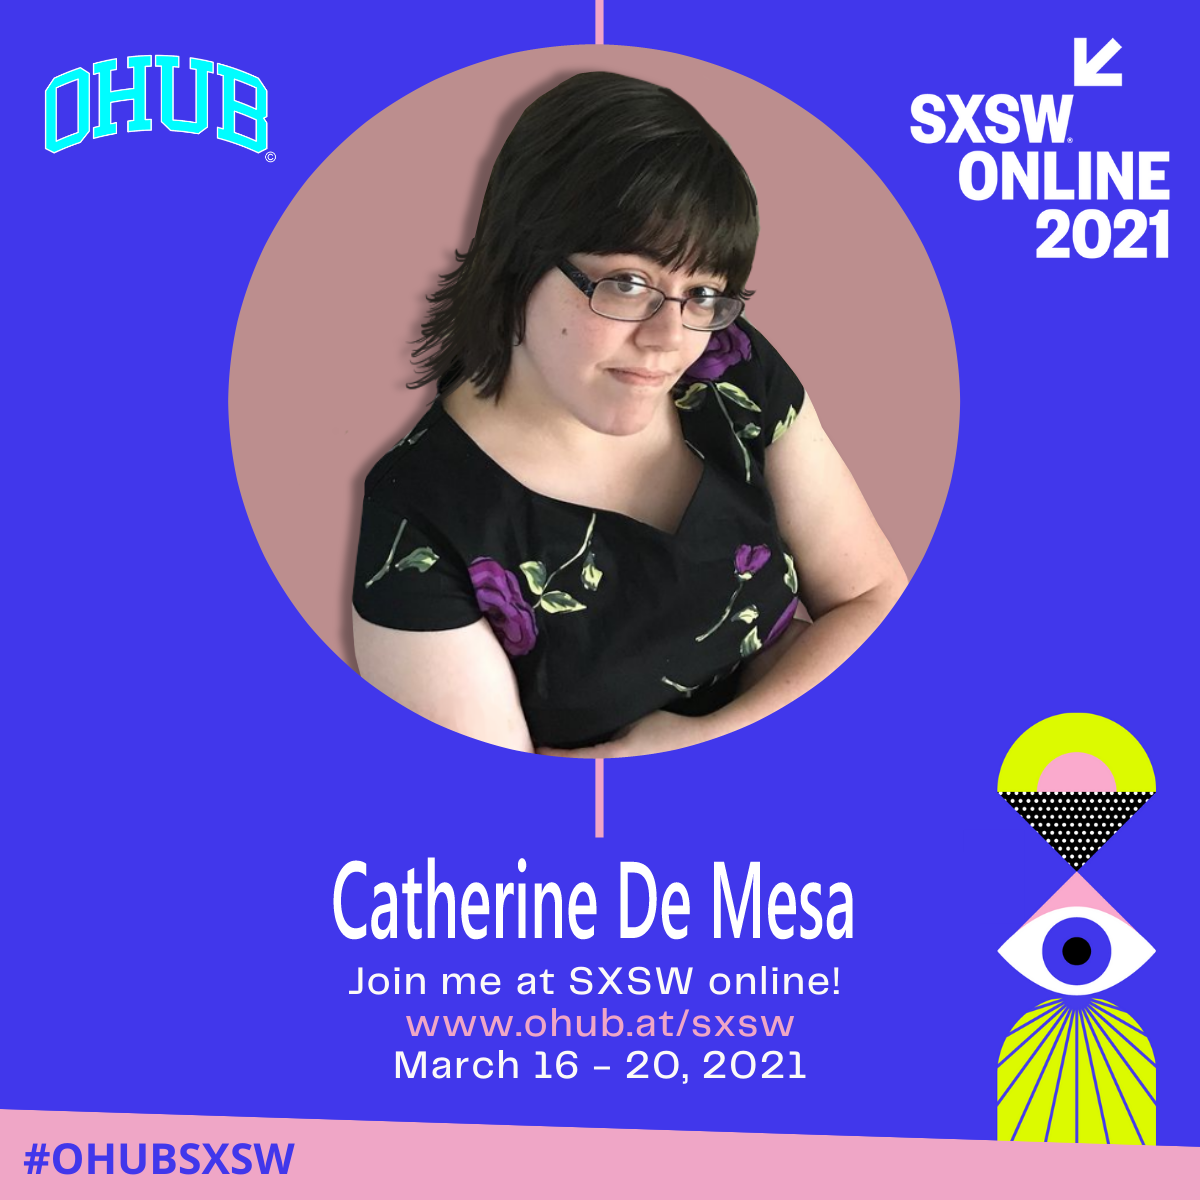 OHUB
©
SXSW®
ONLINE
2021
Catherine De Mesa
Join me at SXSW online!
www.ohub.at/sxsw
March 16 - 20, 2021
#OHUBSXSW